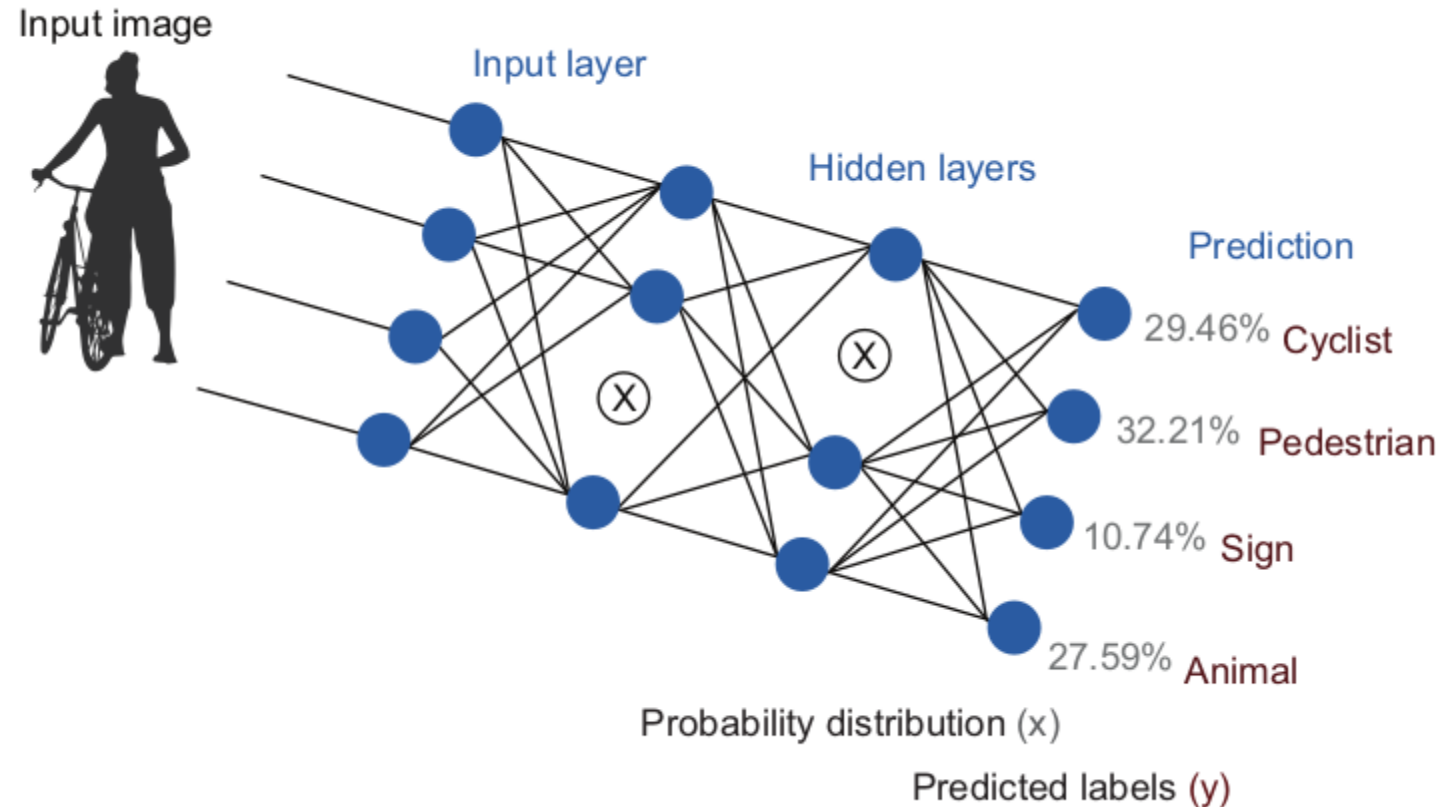 Input image
Input layer
Hidden layers
Prediction
29.46% Cyclist
X
X
32.21% Pedestrian
10.74% Sign
27.59% Animal
Probability distribution (x)
Predicted labels (y)